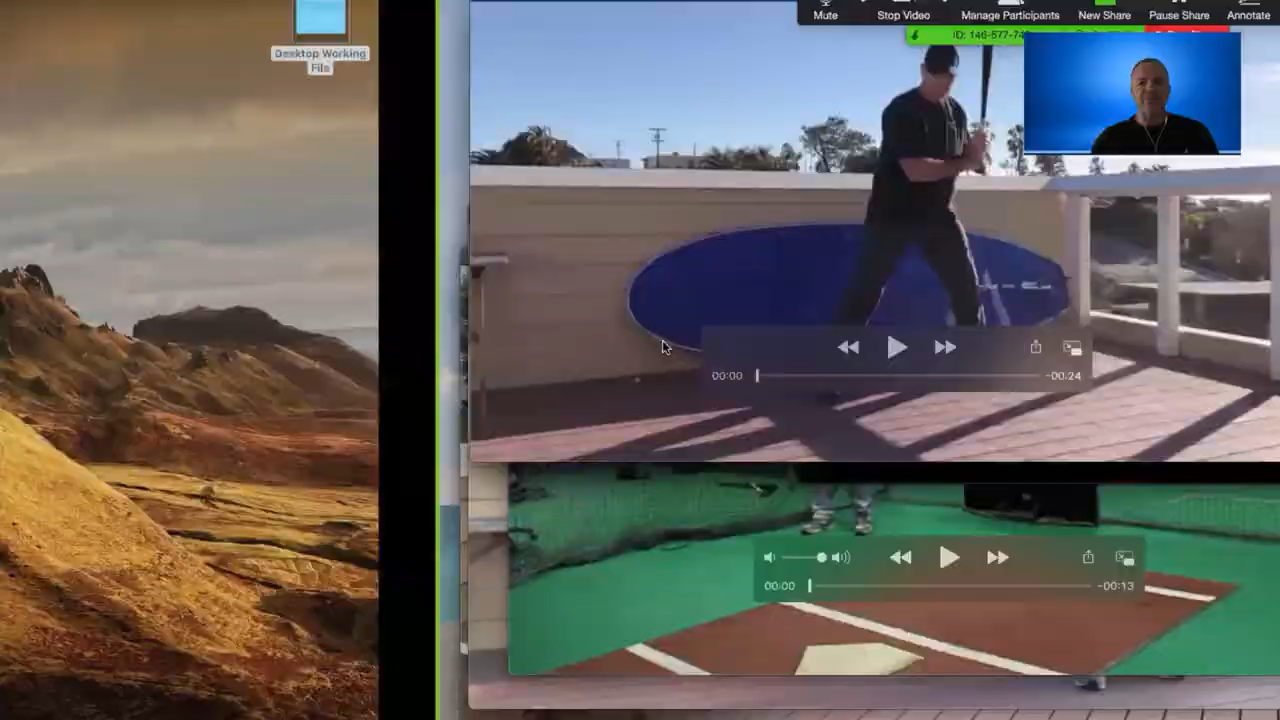 Mute
Stop Video
Manage Participants
New Share
Pause Share
Annotate
Desktop Working
File
00:00
-00:24
00:00
-00:13